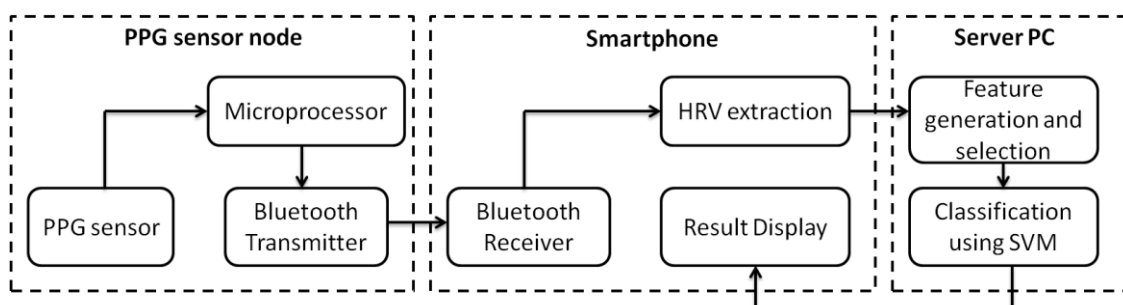 PPG sensor node
Microprocessor
PPG sensor
Bluetooth
Transmitter
Smartphone
HRV extraction
Bluetooth
Receiver
Result Display
Server PC
Feature
generation and
selection
Classification
using SVM